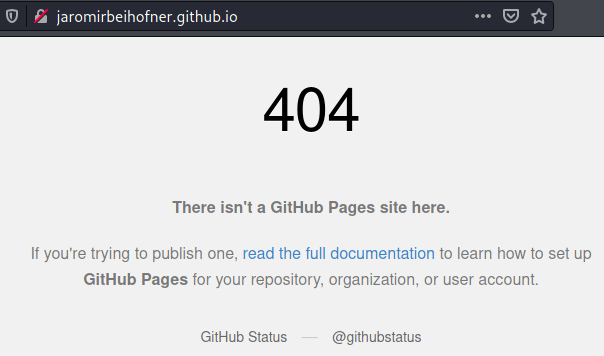 jaromirbeihofner.github.io
404
There isn't a GitHub Pages site here.
If you're trying to publish one, read the full documentation to learn how to set up
GitHub Pages for your repository, organization, or user account.
GitHub Status — @githubstatus